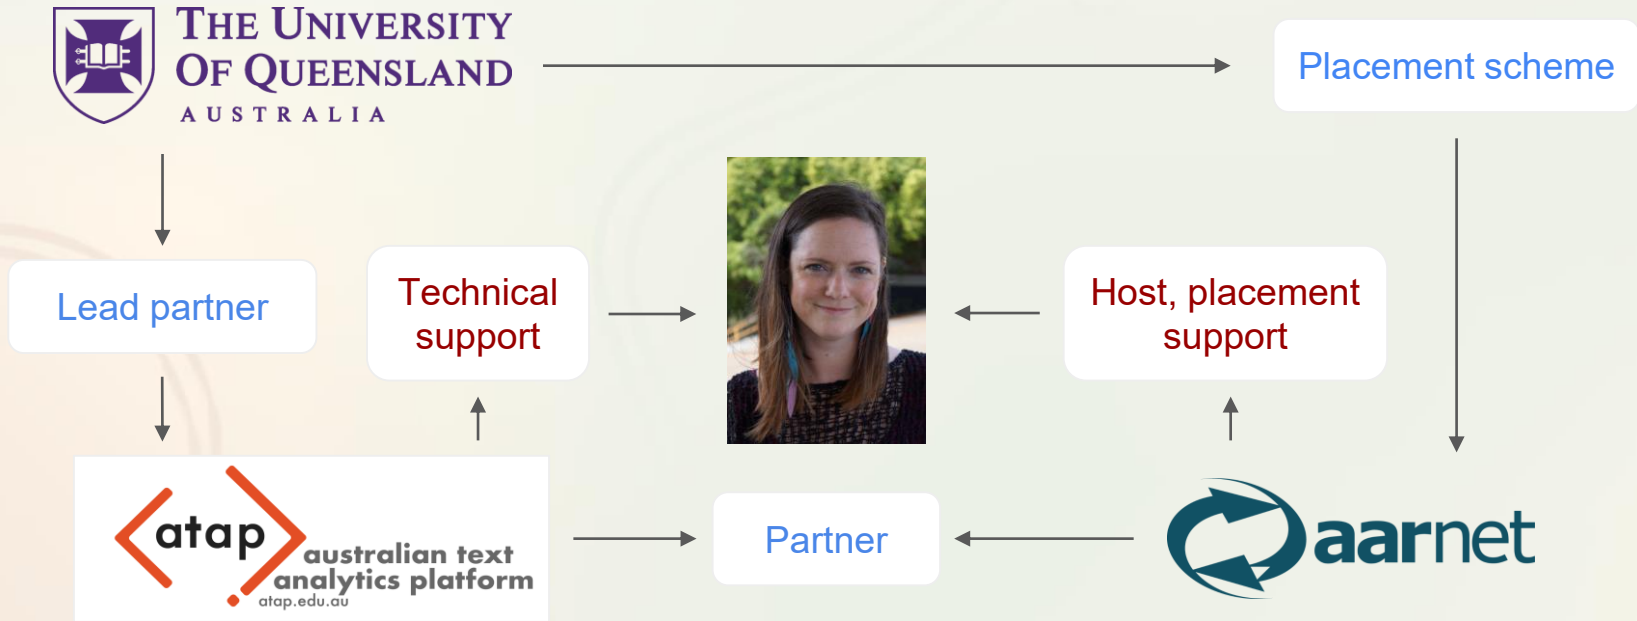 THE UNIVERSITY
OF QUEENSLAND
AUSTRALIA
Placement scheme
Lead partner
Technical
support
Host, placement
support
atap
australian text
analytics platform
atap.edu.au
Partner
aarnet